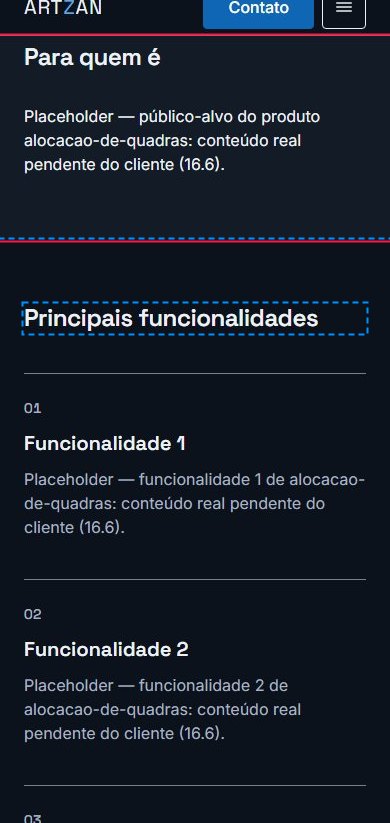 ARTZAN
Contato
Para quem é
Placeholder — público-alvo do produto
alocacao-de-quadras: conteúdo real
pendente do cliente (16.6).
Principais funcionalidades
01
Funcionalidade 1
Placeholder — funcionalidade 1 de alocacao-
de-quadras: conteúdo real pendente do
cliente (16.6).
02
Funcionalidade 2
Placeholder — funcionalidade 2 de
alocacao-de-quadras: conteúdo real
pendente do cliente (16.6).
03